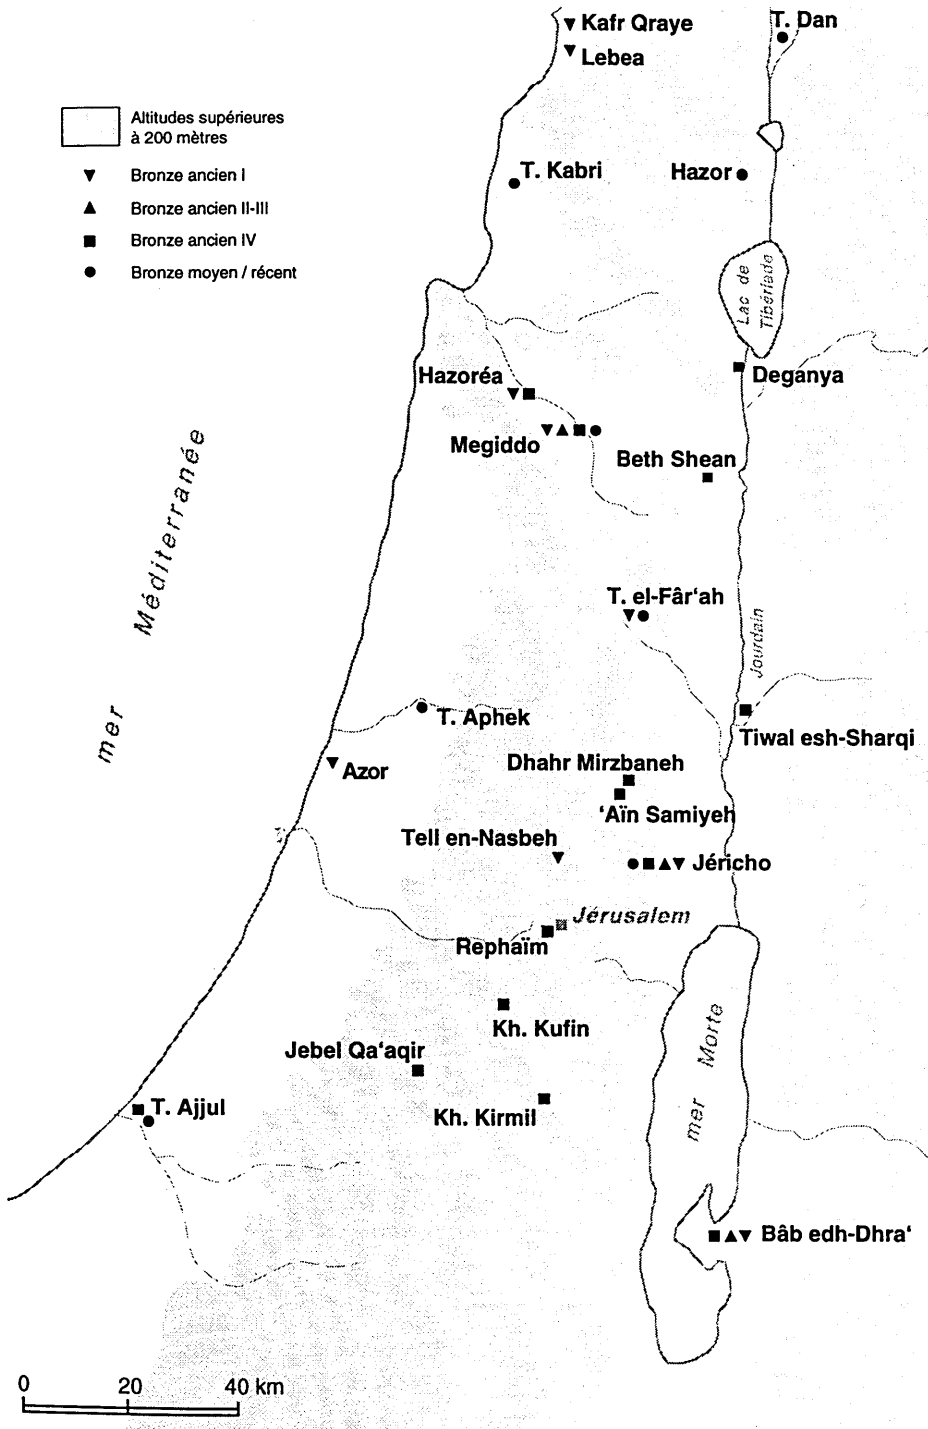 Kafr Qraye
T. Dan
Lebea
Altitudes supérieures
à 200 mètres
Bronze ancien I
Bronze ancien II-III
Bronze ancien IV
Bronze moyen / récent
T. Kabri
Hazor
Lac de
Tibériade
Hazoréa
Deganya
Megiddo
Beth Shean
mer Méditerranée
T. el-Fâr‘ah
Jourdain
T. Aphek
Tiwal esh-Sharqi
Azor
Dhahr Mirzbaneh
‘Aïn Samiyeh
Tell en-Nasbeh
Jéricho
Jérusalem
Rephaïm
Kh. Kufin
mer Morte
Jebel Qa‘aqir
T. Ajjul
Kh. Kirmil
Bâb edh-Dhra‘
0 20 40 km